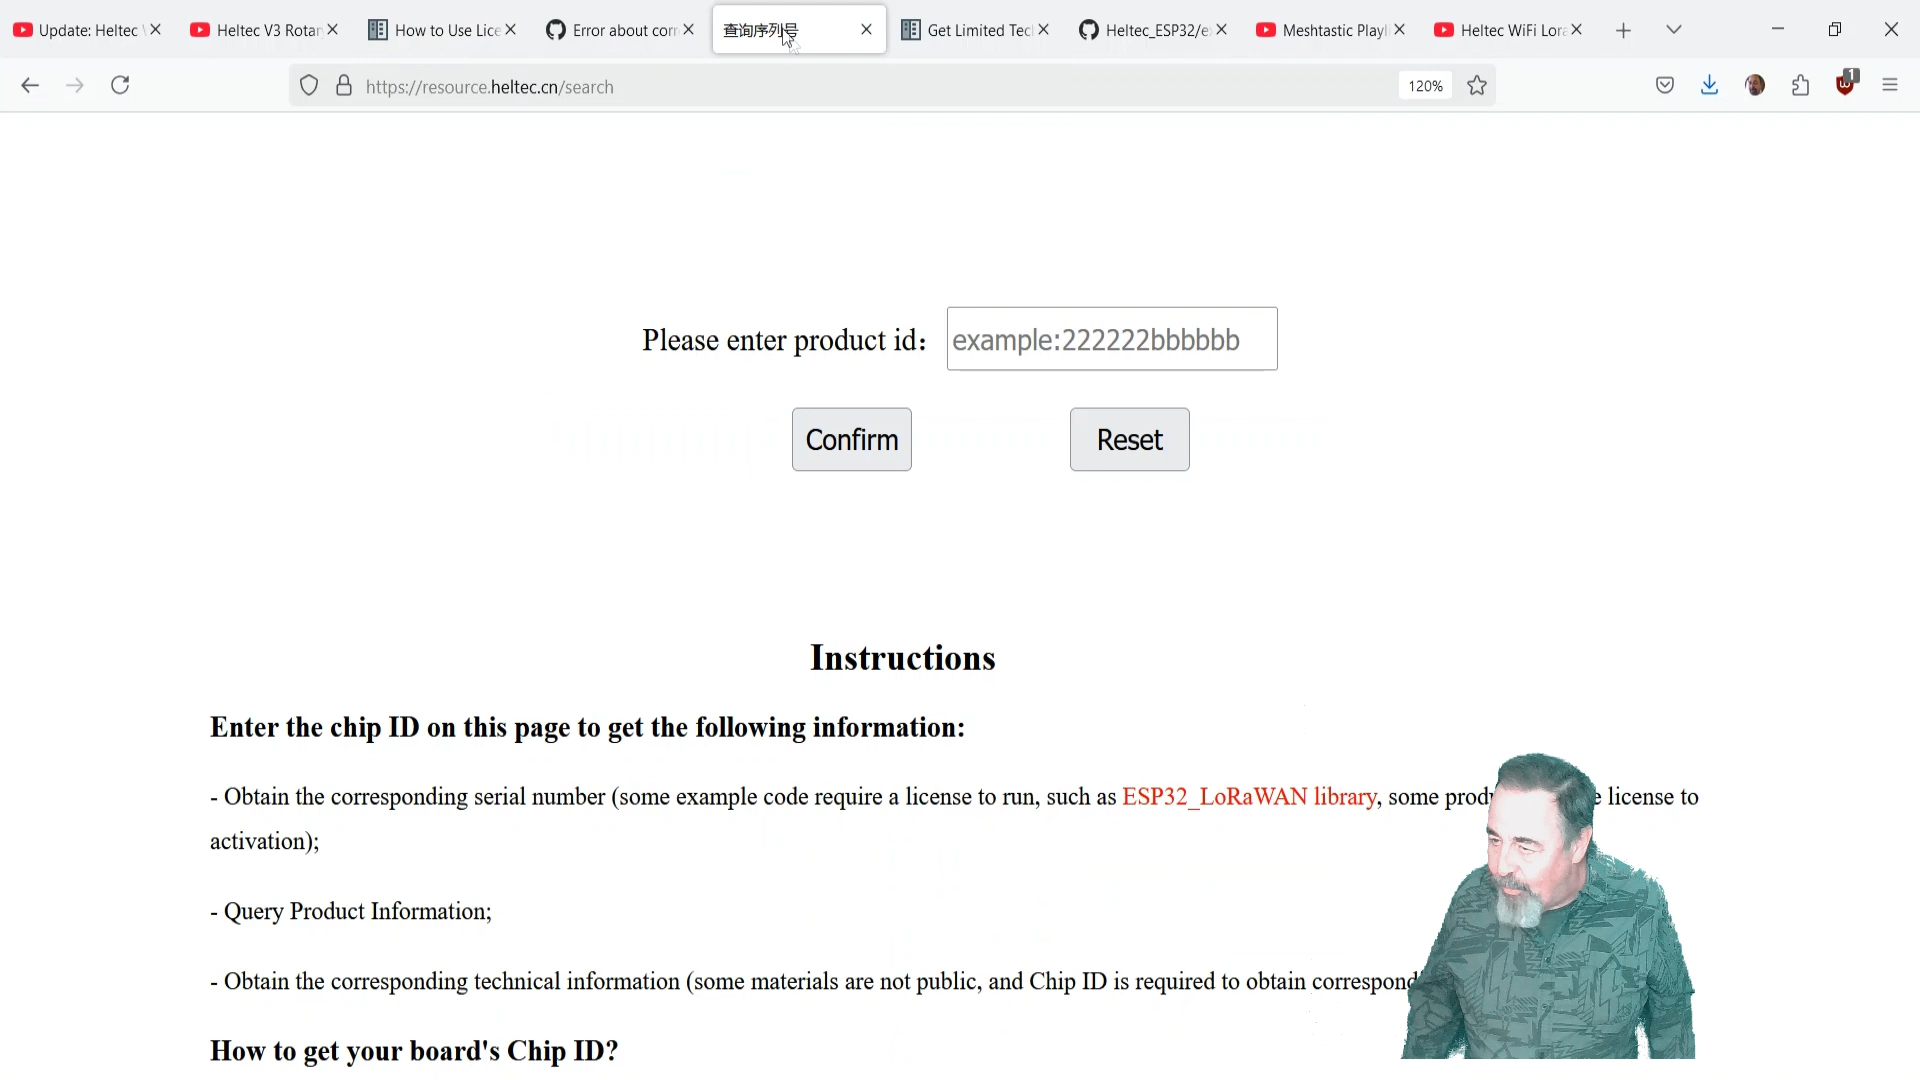 Update: Heltec
Heltec V3 Rotar
How to Use Lice
Error about corr
查询序列号
Get Limited Tec
Heltec_ESP32/e
Meshtastic Playl
Heltec WiFi Lora
https://resource.heltec.cn/search
120%
1
Please enter product id：
example:222222bbbbbb
Confirm
Reset
Instructions
Enter the chip ID on this page to get the following information:
- Obtain the corresponding serial number (some example code require a license to run, such as ESP32_LoRaWAN library, some license to
activation);
- Query Product Information;
- Obtain the corresponding technical information (some materials are not public, and Chip ID is required to obtain
How to get your board's Chip ID?